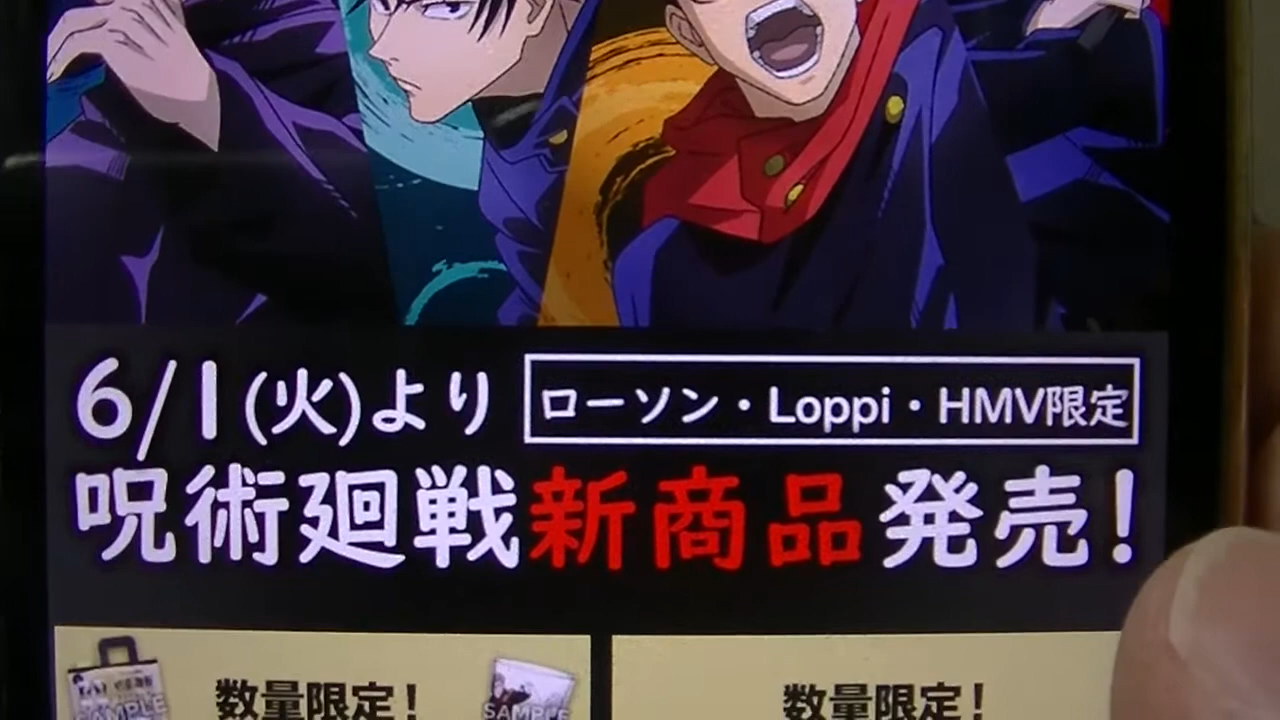 6/1(火)より
ローソン・Loppi・HMV限定
呪術廻戦新商品発売!
数量限定!
SAMPLE
SAMPLE
数量限定!